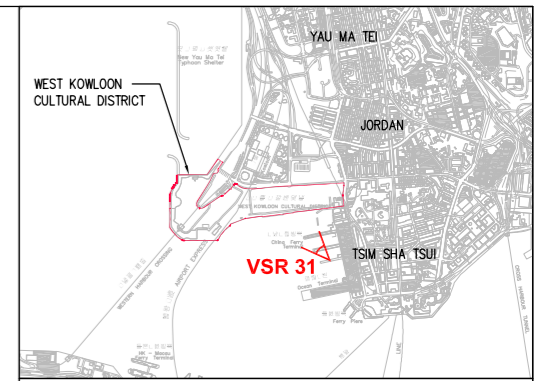 YAU MA TEI
New Yau Ma Tei
Typhoon Shelter
WEST KOWLOON
CULTURAL DISTRICT
JORDAN
WEST KOWLOON CULTURAL DISTRICT
China Ferry
Terminal
TSIM SHA TSUI
VSR 31
Ocean Terminal
WESTERN HARBOUR CROSSING
AIRPORT EXPRESS
CROSS HARBOUR TUNNEL
Ferry Piers
HK - Macau
Ferry Terminal
LINE